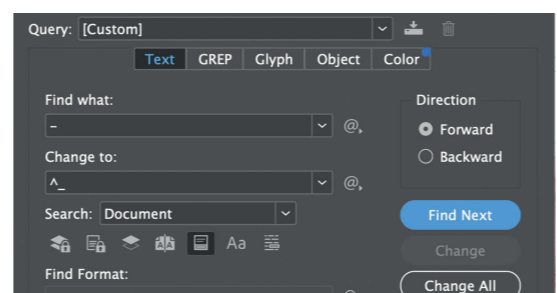 Query: [Custom]
Text GREP Glyph Object Color
Find what:
–
@,
Direction
Forward
Change to:
Backward
^_
@,
Search: Document
Find Next
Aa
Change
Find Format:
Change All